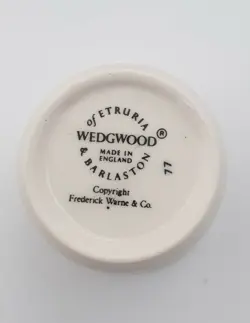 of ETRURIA
WEDGWOOD®
MADE IN
ENGLAND
& BARLASTON
77
Copyright
Frederick Warne & Co.